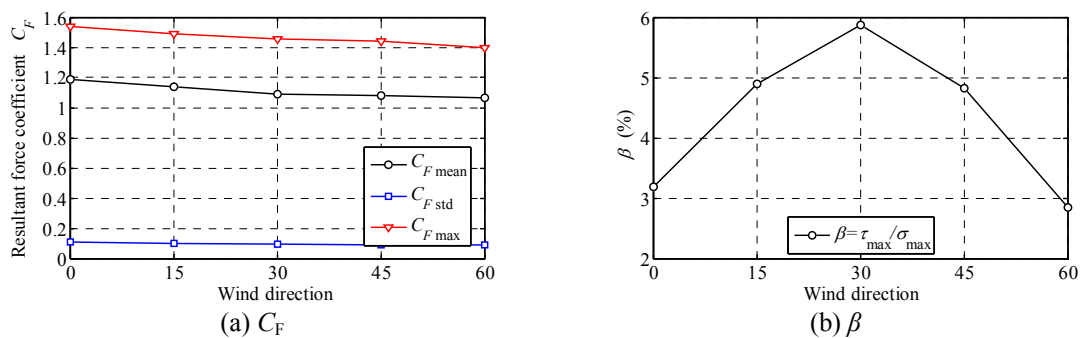 Resultant force coefficient C_F
1.6
1.4
1.2
1
0.8
0.6
0.4
0.2
0
C_F mean
C_F std
C_F max
0 15 30 45 60
Wind direction
(a) C_F
β (%)
6
5
4
3
2
β=τ_max/σ_max
0 15 30 45 60
Wind direction
(b) β